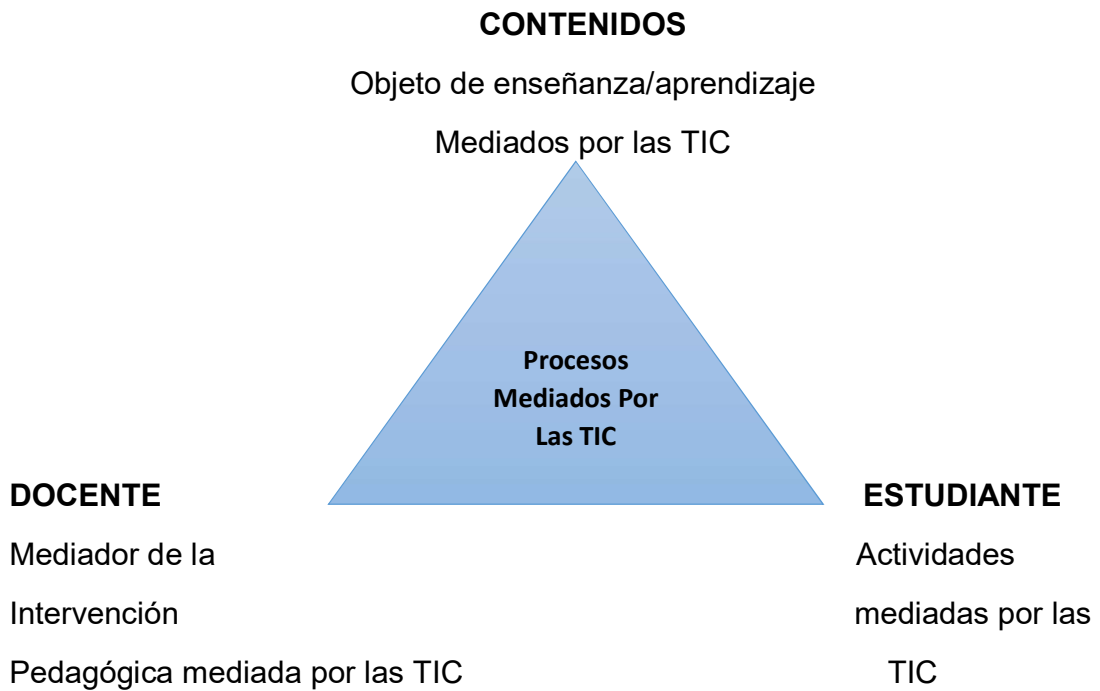 CONTENIDOS
Objeto de enseñanza/aprendizaje
Mediados por las TIC
Procesos
Mediados Por
Las TIC
DOCENTE
Mediador de la
Intervención
Pedagógica mediada por las TIC
ESTUDIANTE
Actividades
mediadas por las
TIC